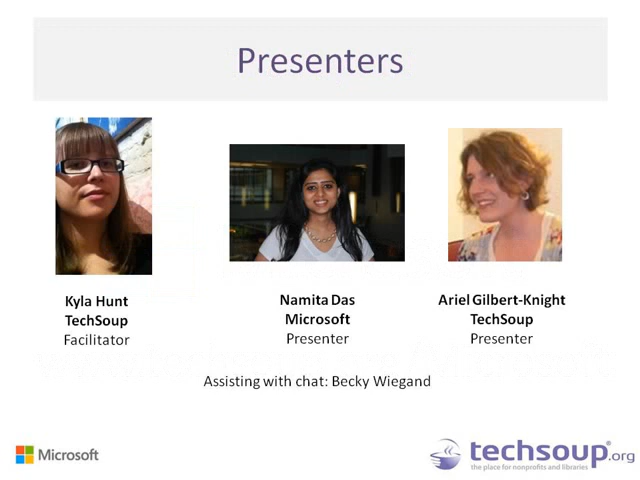 Presenters
Kyla Hunt
TechSoup
Facilitator
Namita Das
Microsoft
Presenter
Ariel Gilbert-Knight
TechSoup
Presenter
Assisting with chat: Becky Wiegand
Microsoft
techsoup®.org
the place for nonprofits and libraries